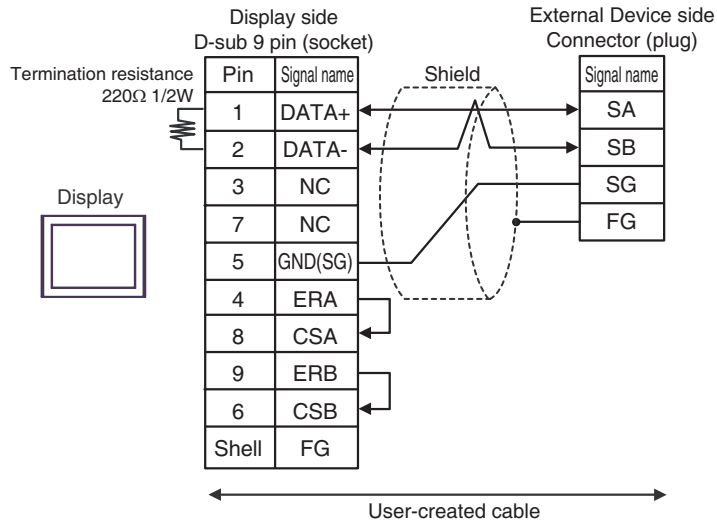 Display side
D-sub 9 pin (socket)
External Device side
Connector (plug)
Termination resistance
220Ω 1/2W
Pin Signal name
1 DATA+
2 DATA-
3 NC
7 NC
5 GND(SG)
4 ERA
8 CSA
9 ERB
6 CSB
Shell FG
Shield
Signal name
SA
SB
SG
FG
Display
User-created cable